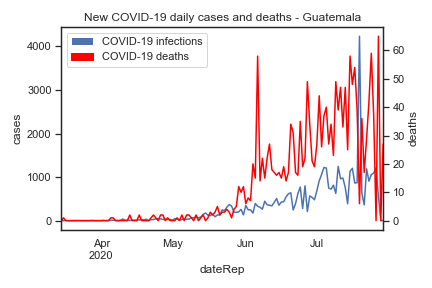 New COVID-19 daily cases and deaths - Guatemala
COVID-19 infections
COVID-19 deaths
4000
3000
2000
1000
0
cases
60
50
40
30
20
10
0
deaths
Apr
2020
May
Jun
Jul
dateRep